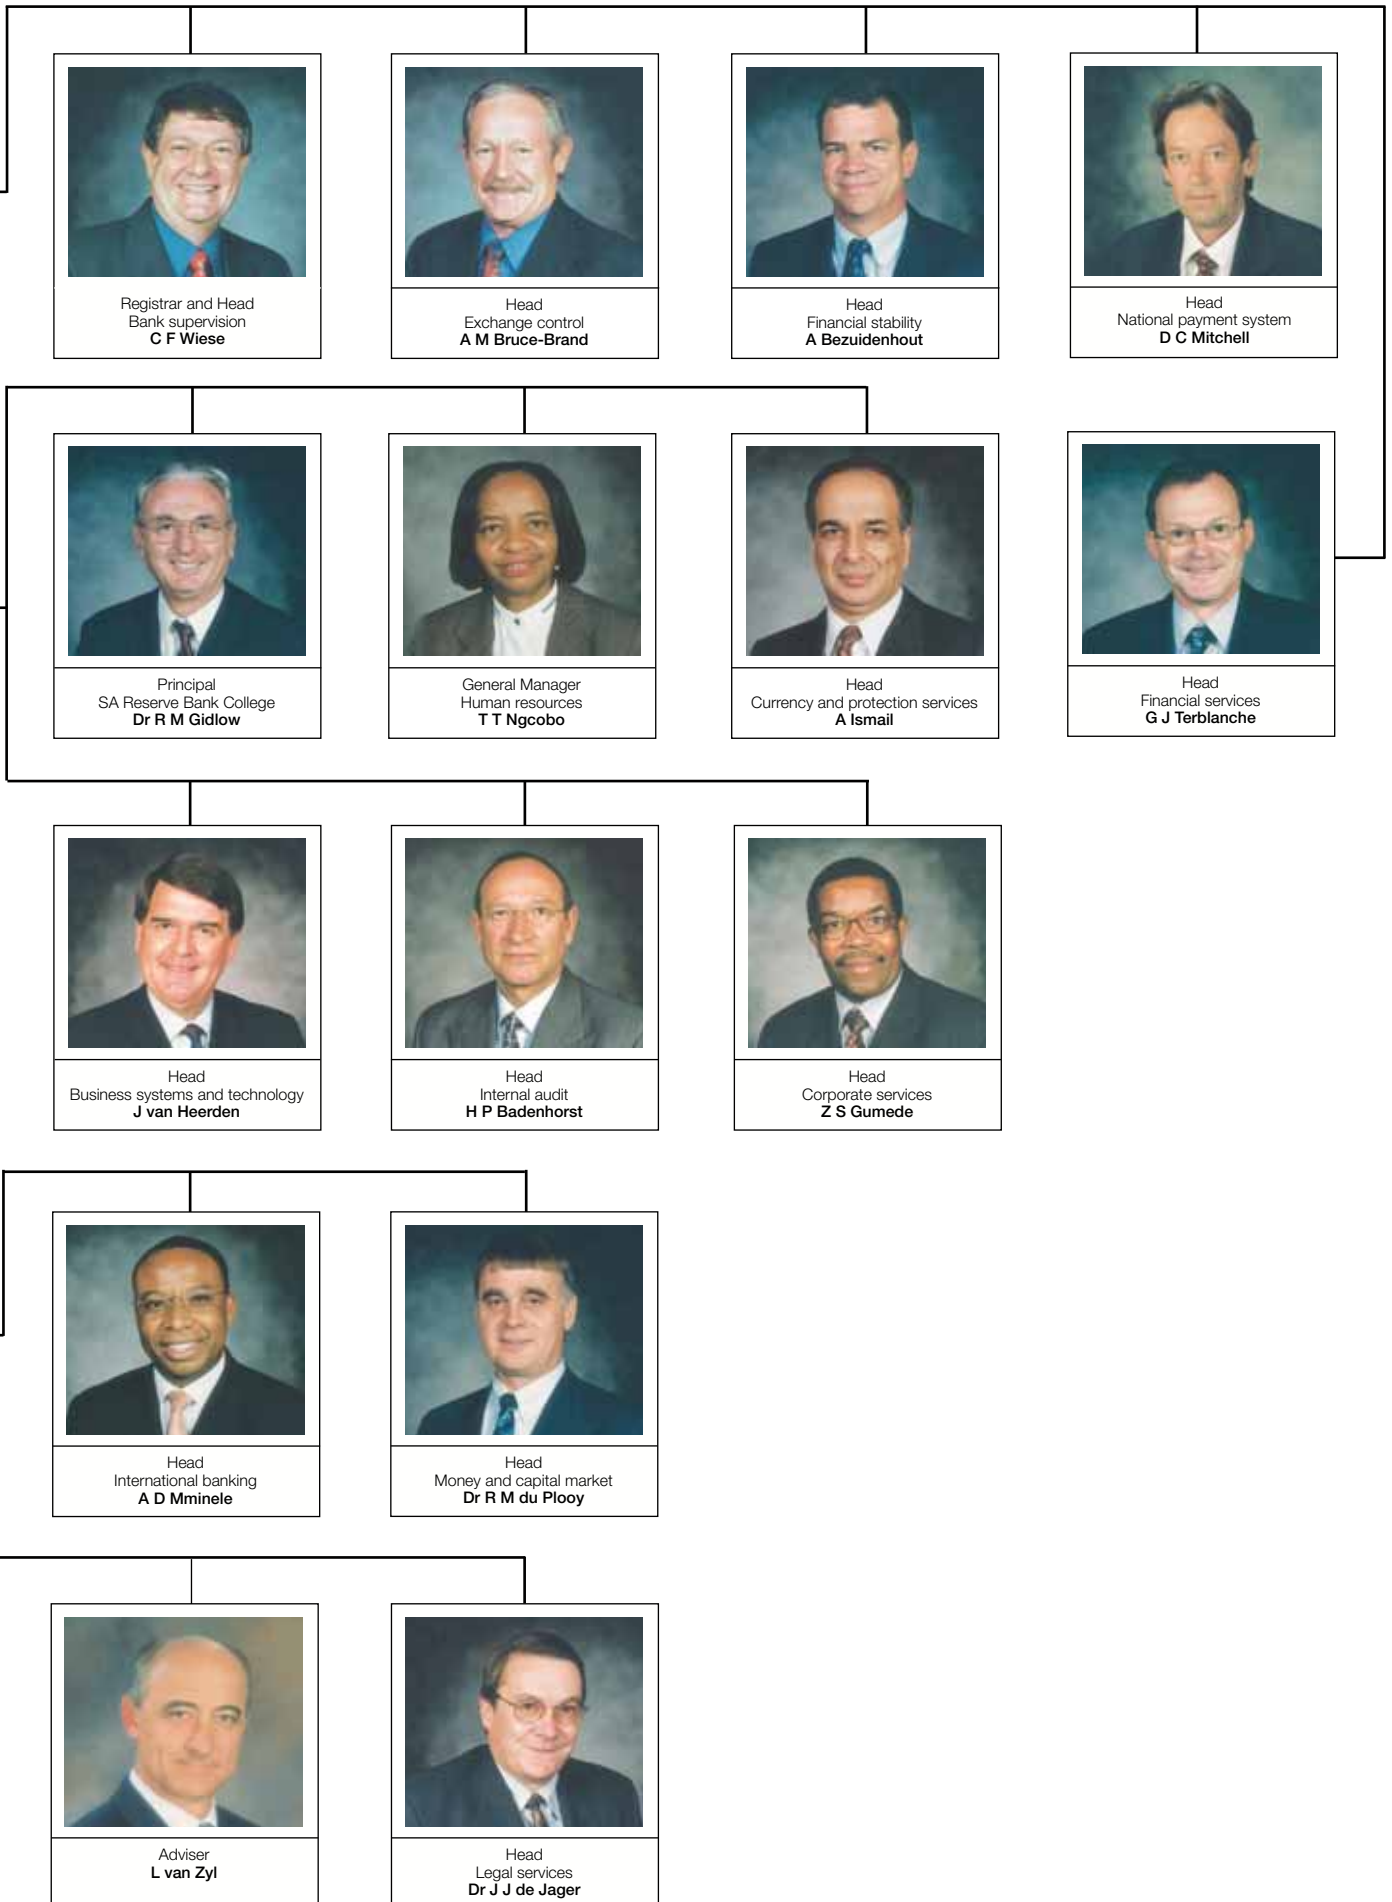 Registrar and Head
Bank supervision
C F Wiese
Head
Exchange control
A M Bruce-Brand
Head
Financial stability
A Bezuidenhout
Head
National payment system
D C Mitchell
Principal
SA Reserve Bank College
Dr R M Gidlow
General Manager
Human resources
T T Ngcobo
Head
Currency and protection services
A Ismail
Head
Financial services
G J Terblanche
Head
Business systems and technology
J van Heerden
Head
Internal audit
H P Badenhorst
Head
Corporate services
Z S Gumede
Head
International banking
A D Mminele
Head
Money and capital market
Dr R M du Plooy
Adviser
L van Zyl
Head
Legal services
Dr J J de Jager